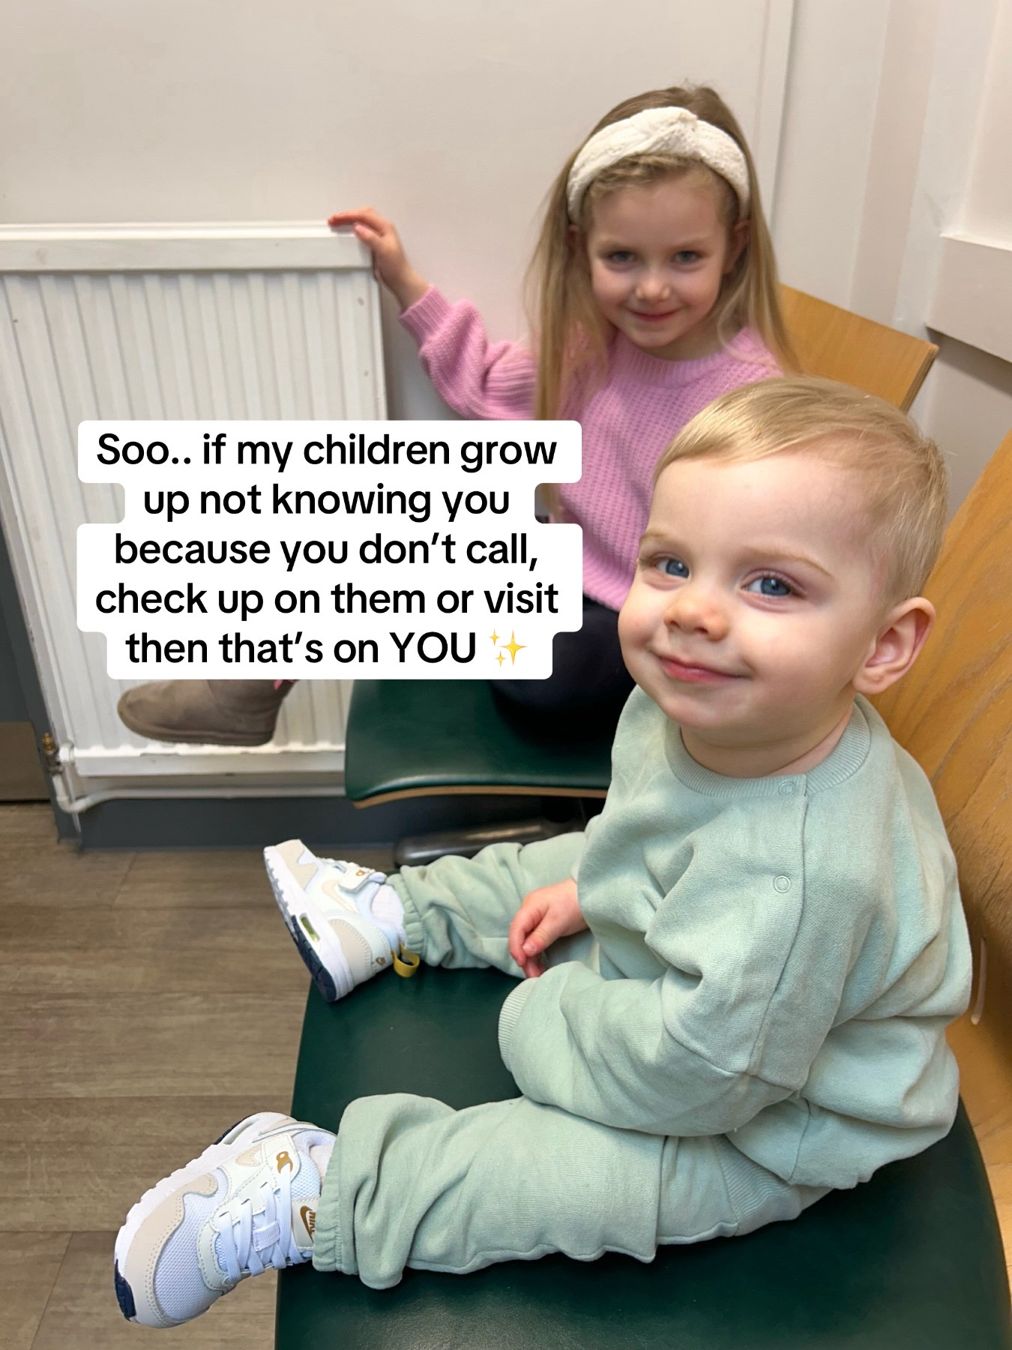 Soo.. if my children grow
up not knowing you
because you don’t call,
check up on them or visit
then that’s on YOU ✨